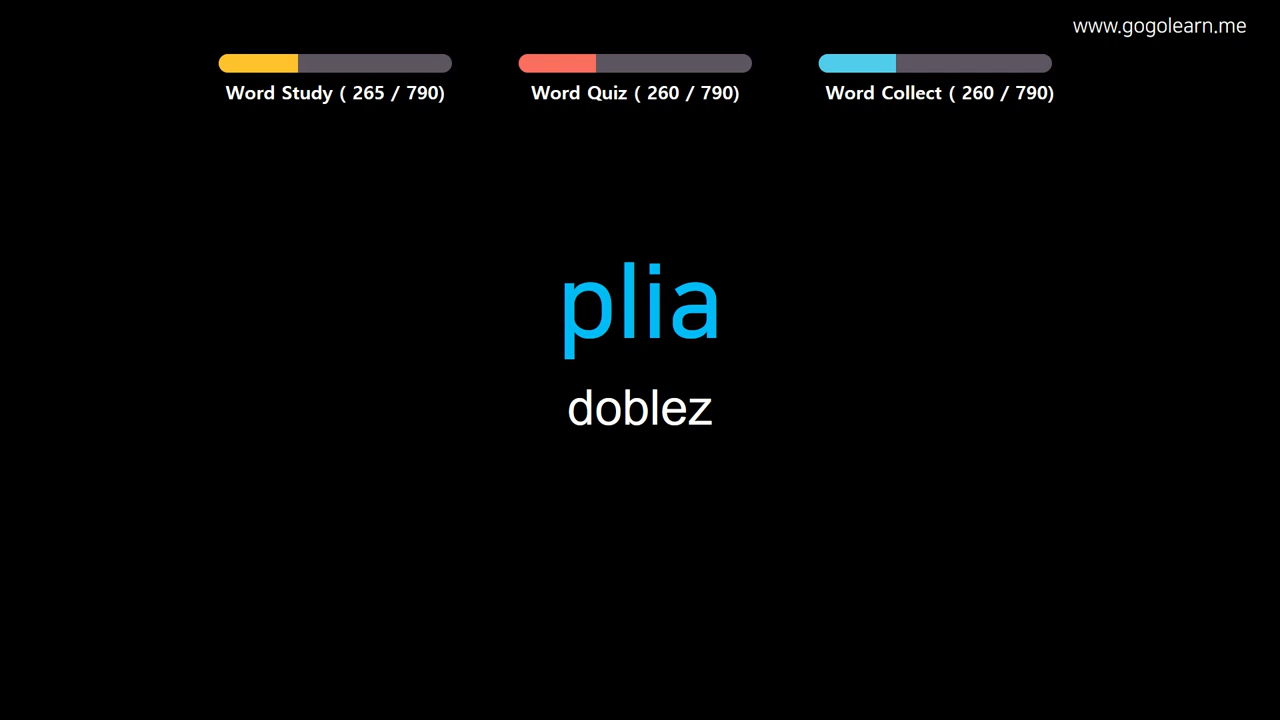 www.gogolearn.me
Word Study ( 265 / 790)
Word Quiz ( 260 / 790)
Word Collect ( 260 / 790)
plia
doblez